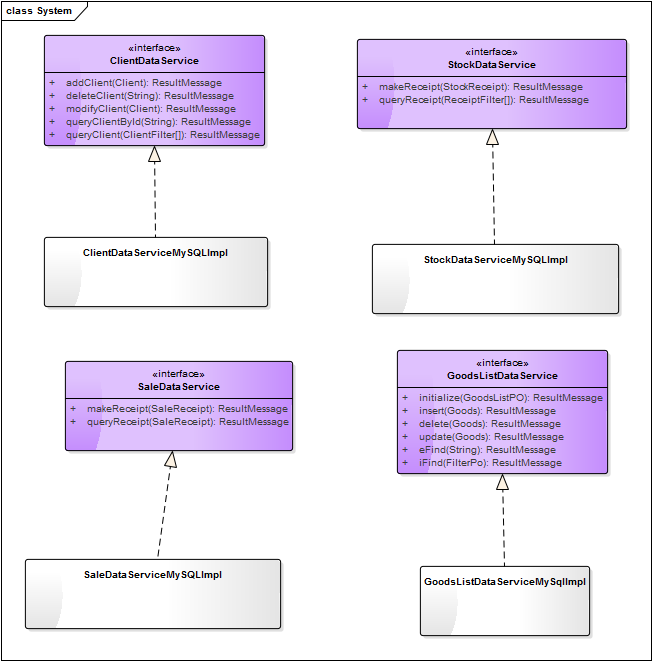 class System
«interface»
ClientDataService
+ addClient(Client): ResultMessage
+ deleteClient(String): ResultMessage
+ modifyClient(Client): ResultMessage
+ queryClientById(String): ResultMessage
+ queryClient(ClientFilter[]): ResultMessage
«interface»
StockDataService
+ makeReceipt(StockReceipt): ResultMessage
+ queryReceipt(ReceiptFilter[]): ResultMessage
ClientDataServiceMySQLImpl
StockDataServiceMySQLImpl
«interface»
SaleDataService
+ makeReceipt(SaleReceipt): ResultMessage
+ queryReceipt(SaleReceipt): ResultMessage
«interface»
GoodsListDataService
+ initialize(GoodsListPO): ResultMessage
+ insert(Goods): ResultMessage
+ delete(Goods): ResultMessage
+ update(Goods): ResultMessage
+ eFind(String): ResultMessage
+ iFind(FilterPo): ResultMessage
SaleDataServiceMySQLImpl
GoodsListDataServiceMySqlImpl